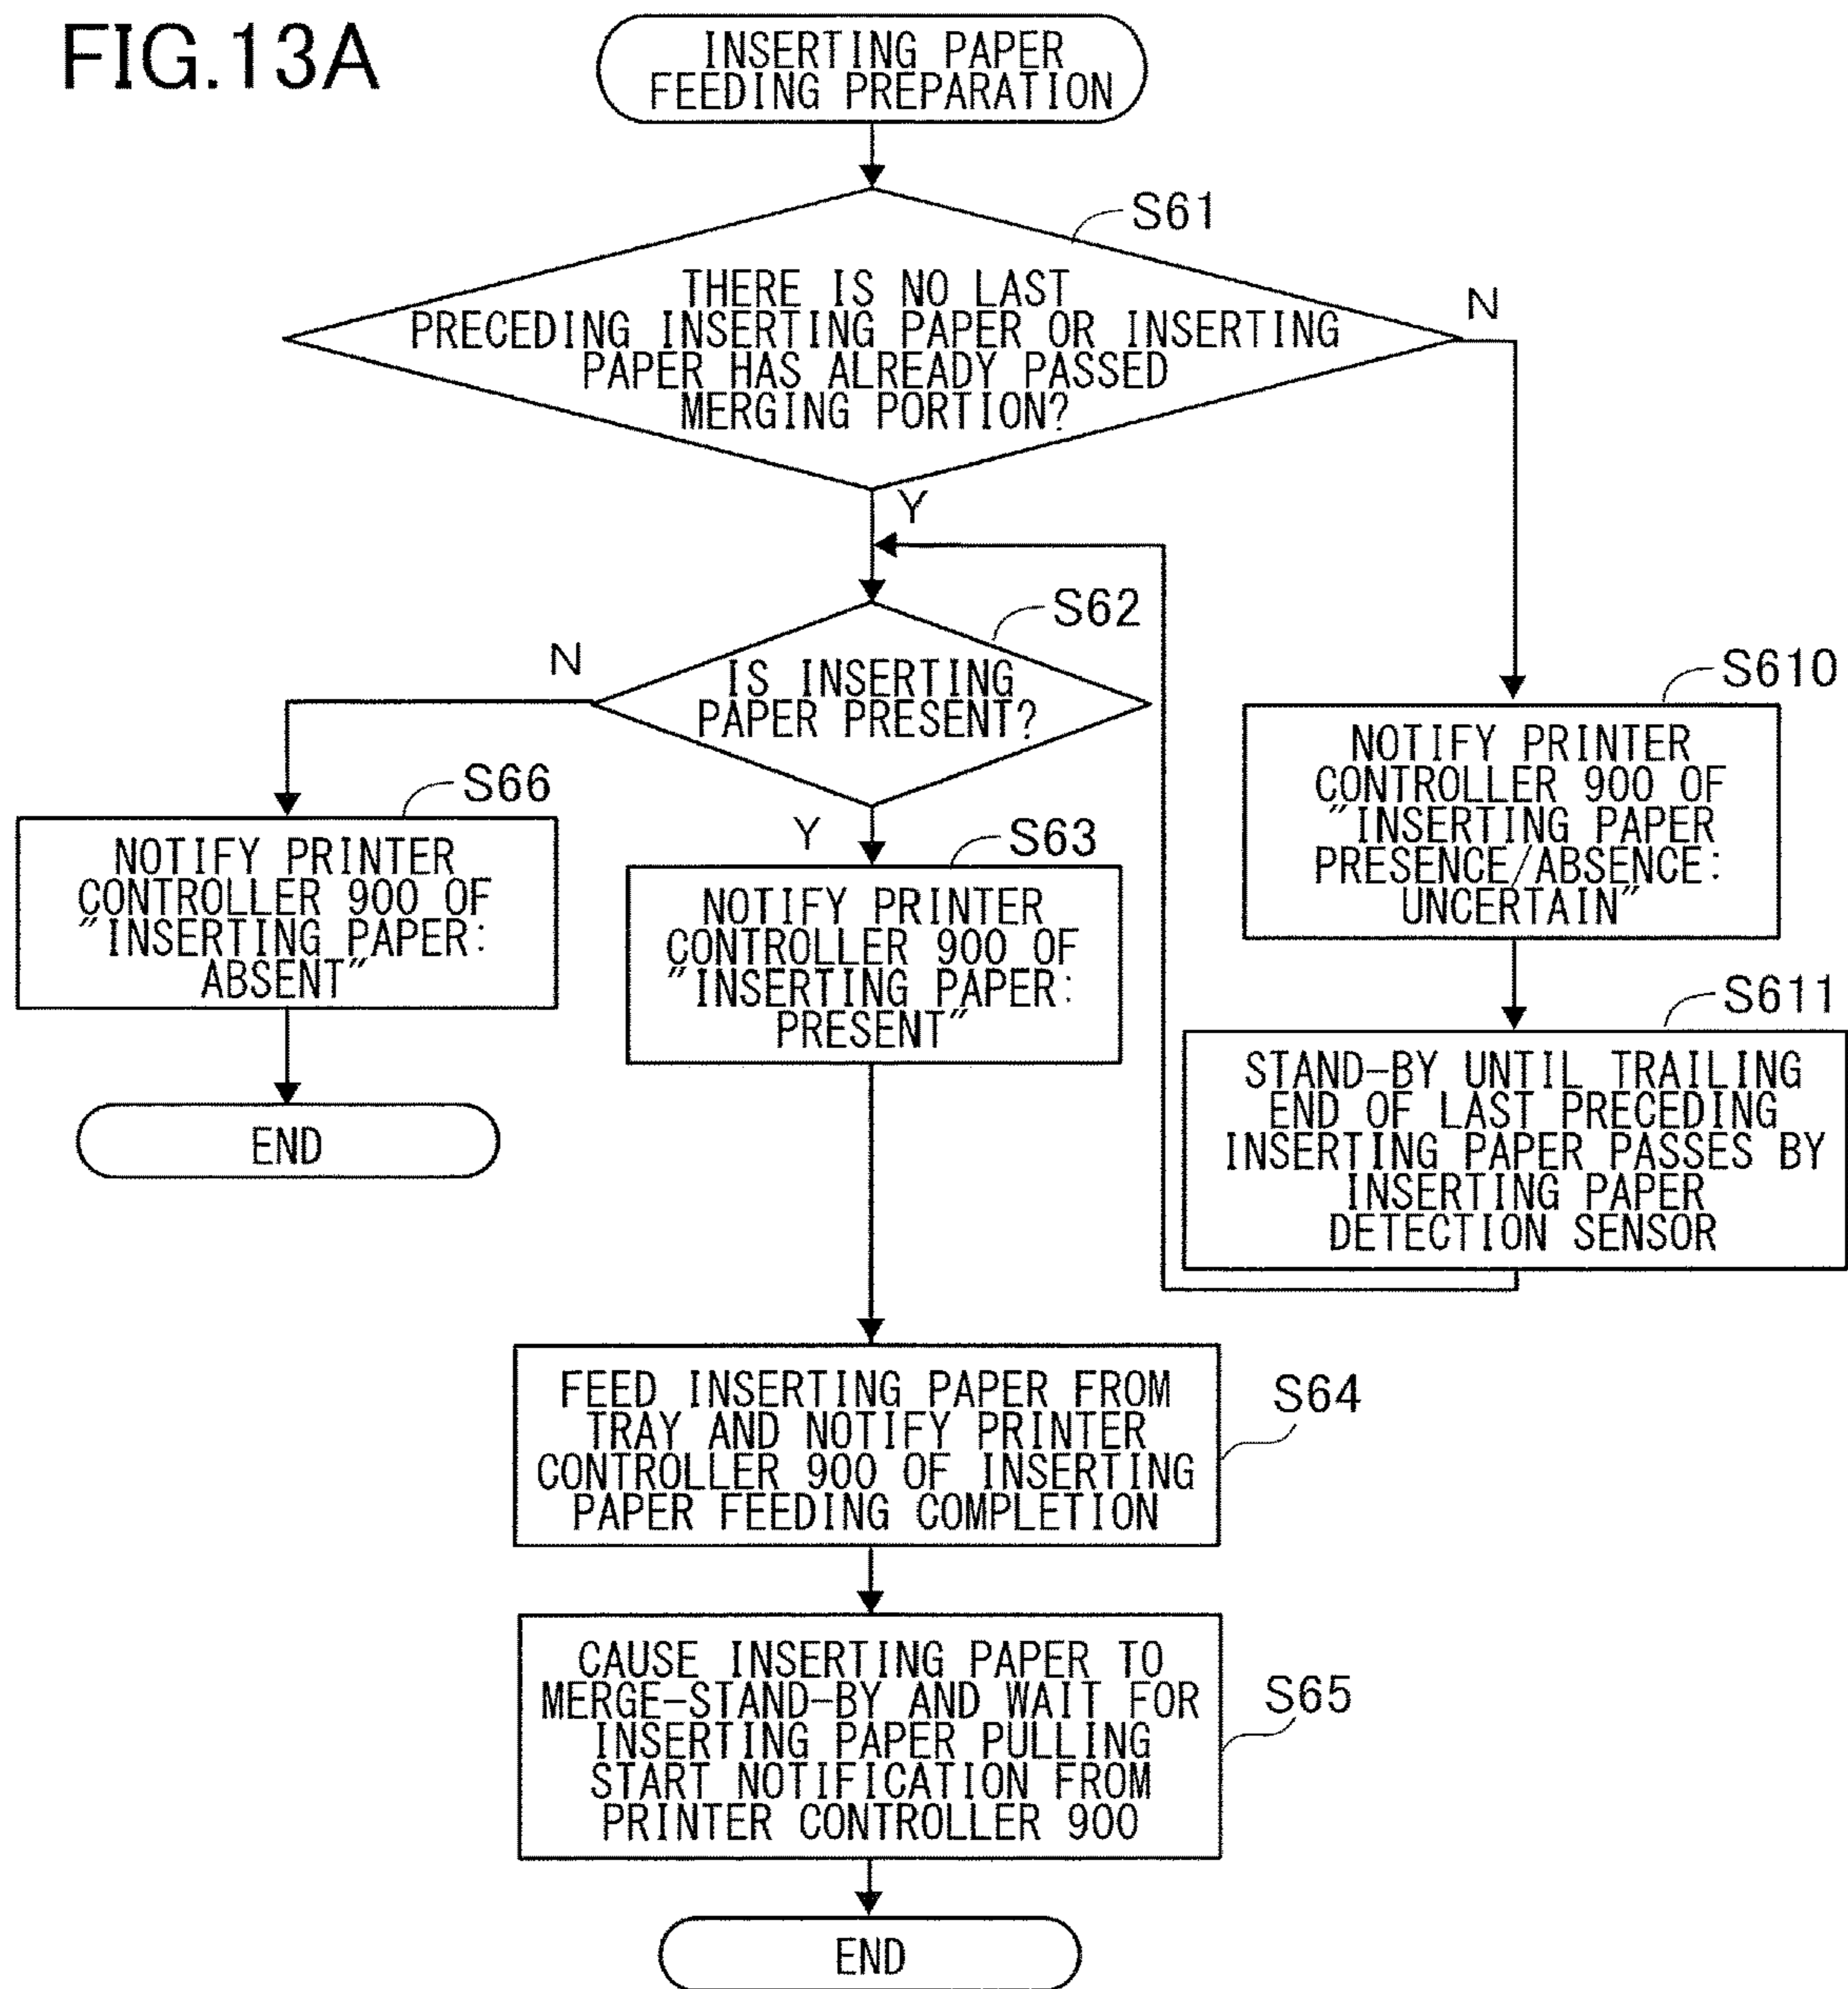 FIG.13A
INSERTING PAPER
FEEDING PREPARATION
S61
THERE IS NO LAST
PRECEDING INSERTING PAPER OR INSERTING
PAPER HAS ALREADY PASSED
MERGING PORTION?
N
Y
S62
IS INSERTING
PAPER PRESENT?
N
Y
S66
NOTIFY PRINTER
CONTROLLER 900 OF
"INSERTING PAPER:
ABSENT"
END
S63
NOTIFY PRINTER
CONTROLLER 900 OF
"INSERTING PAPER:
PRESENT"
S610
NOTIFY PRINTER
CONTROLLER 900 OF
"INSERTING PAPER
PRESENCE/ABSENCE:
UNCERTAIN"
S611
STAND-BY UNTIL TRAILING
END OF LAST PRECEDING
INSERTING PAPER PASSES BY
INSERTING PAPER
DETECTION SENSOR
FEED INSERTING PAPER FROM
TRAY AND NOTIFY PRINTER
CONTROLLER 900 OF INSERTING
PAPER FEEDING COMPLETION
S64
CAUSE INSERTING PAPER TO
MERGE-STAND-BY AND WAIT FOR
INSERTING PAPER PULLING
START NOTIFICATION FROM
PRINTER CONTROLLER 900
S65
END